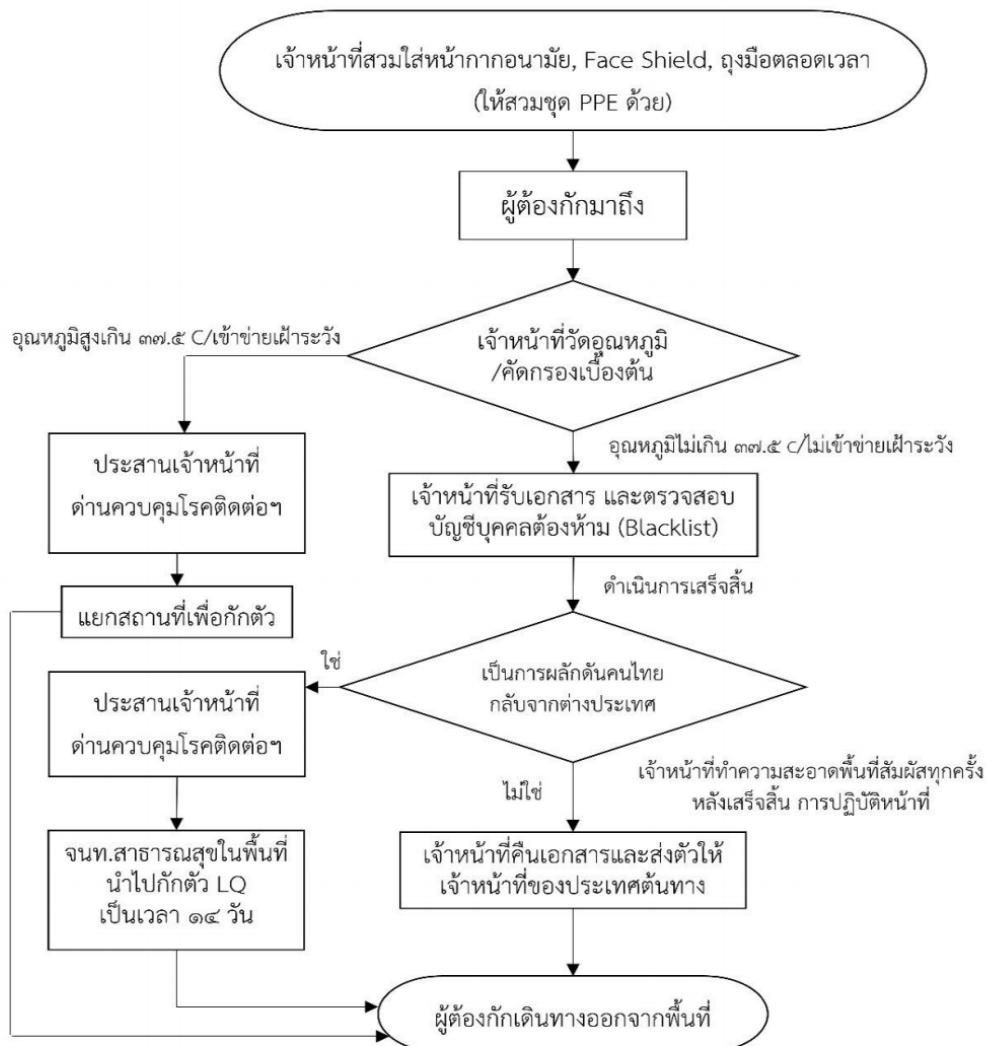 เจ้าหน้าที่สวมใส่หน้ากากอนามัย, Face Shield, ถุงมือตลอดเวลา
(ให้สวมชุด PPE ด้วย)
ผู้ต้องกักมาถึง
อุณหภูมิสูงเกิน ๓๗.๕ C/เข้าข่ายเฝ้าระวัง
เจ้าหน้าที่วัดอุณหภูมิ
/คัดกรองเบื้องต้น
อุณหภูมิไม่เกิน ๓๗.๕ C/ไม่เข้าข่ายเฝ้าระวัง
ประสานเจ้าหน้าที่
ด่านควบคุมโรคติดต่อฯ
เจ้าหน้าที่รับเอกสาร และตรวจสอบ
บัญชีบุคคลต้องห้าม (Blacklist)
ดำเนินการเสร็จสิ้น
แยกสถานที่เพื่อกักตัว
ใช่
เป็นการผลักดันคนไทย
กลับจากต่างประเทศ
ประสานเจ้าหน้าที่
ด่านควบคุมโรคติดต่อฯ
ไม่ใช่
เจ้าหน้าที่ทำความสะอาดพื้นที่สัมผัสทุกครั้ง
หลังเสร็จสิ้น การปฏิบัติหน้าที่
จนท.สาธารณสุขในพื้นที่
นำไปกักตัว LQ
เป็นเวลา ๑๔ วัน
เจ้าหน้าที่คืนเอกสารและส่งตัวให้
เจ้าหน้าที่ของประเทศต้นทาง
ผู้ต้องกักเดินทางออกจากพื้นที่